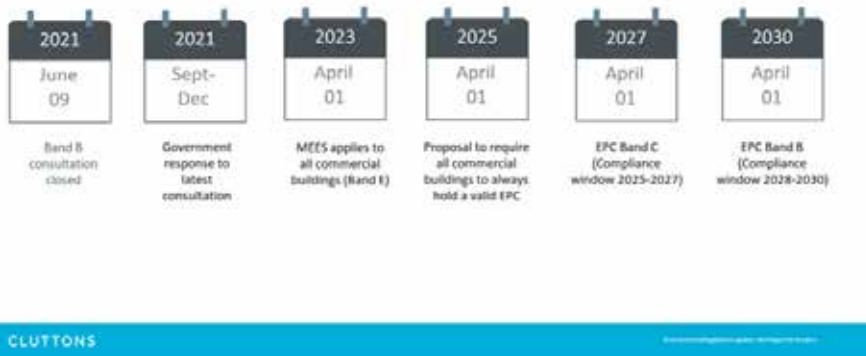 2021
June
09
Band B
consultation
closed
2021
Sept-
Dec
Government
response to
latest
consultation
2023
April
01
MEES applies to
all commercial
buildings (Band E)
2025
April
01
Proposal to require
all commercial
buildings to always
hold a valid EPC
2027
April
01
EPC Band C
(Compliance
window 2025-2027)
2030
April
01
EPC Band B
(Compliance
window 2028-2030)
CLUTTONS